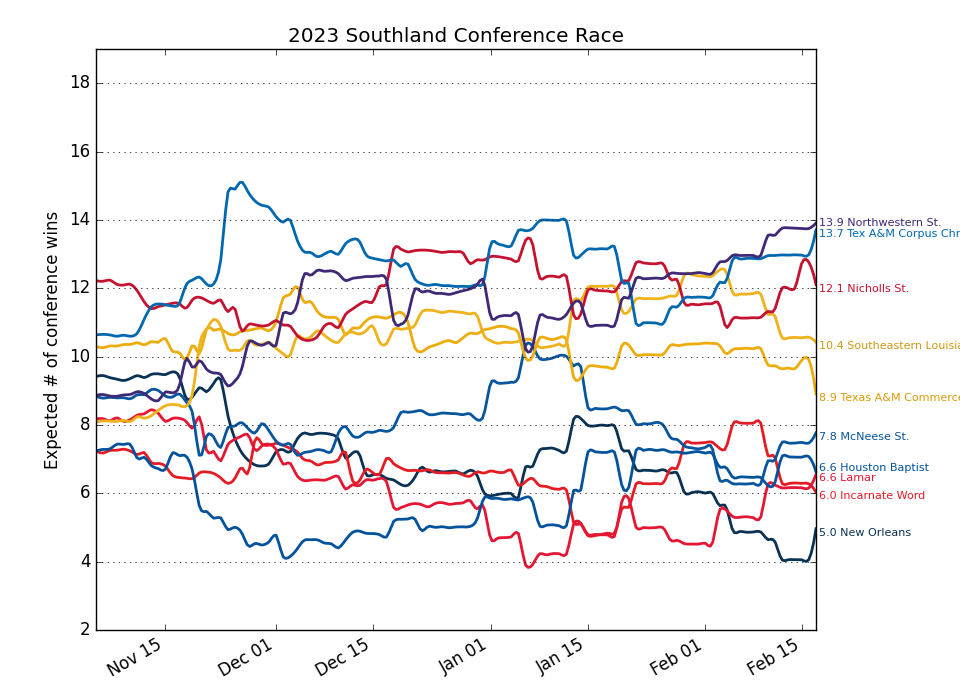 2023 Southland Conference Race
Expected # of conference wins
18
16
14
12
10
8
6
4
2
Nov 15
Dec 01
Dec 15
Jan 01
Jan 15
Feb 01
Feb 15
13.9 Northwestern St.
13.7 Tex A&M Corpus Chr
12.1 Nicholls St.
10.4 Southeastern Louisia
8.9 Texas A&M Commerce
7.8 McNeese St.
6.6 Houston Baptist
6.6 Lamar
6.0 Incarnate Word
5.0 New Orleans